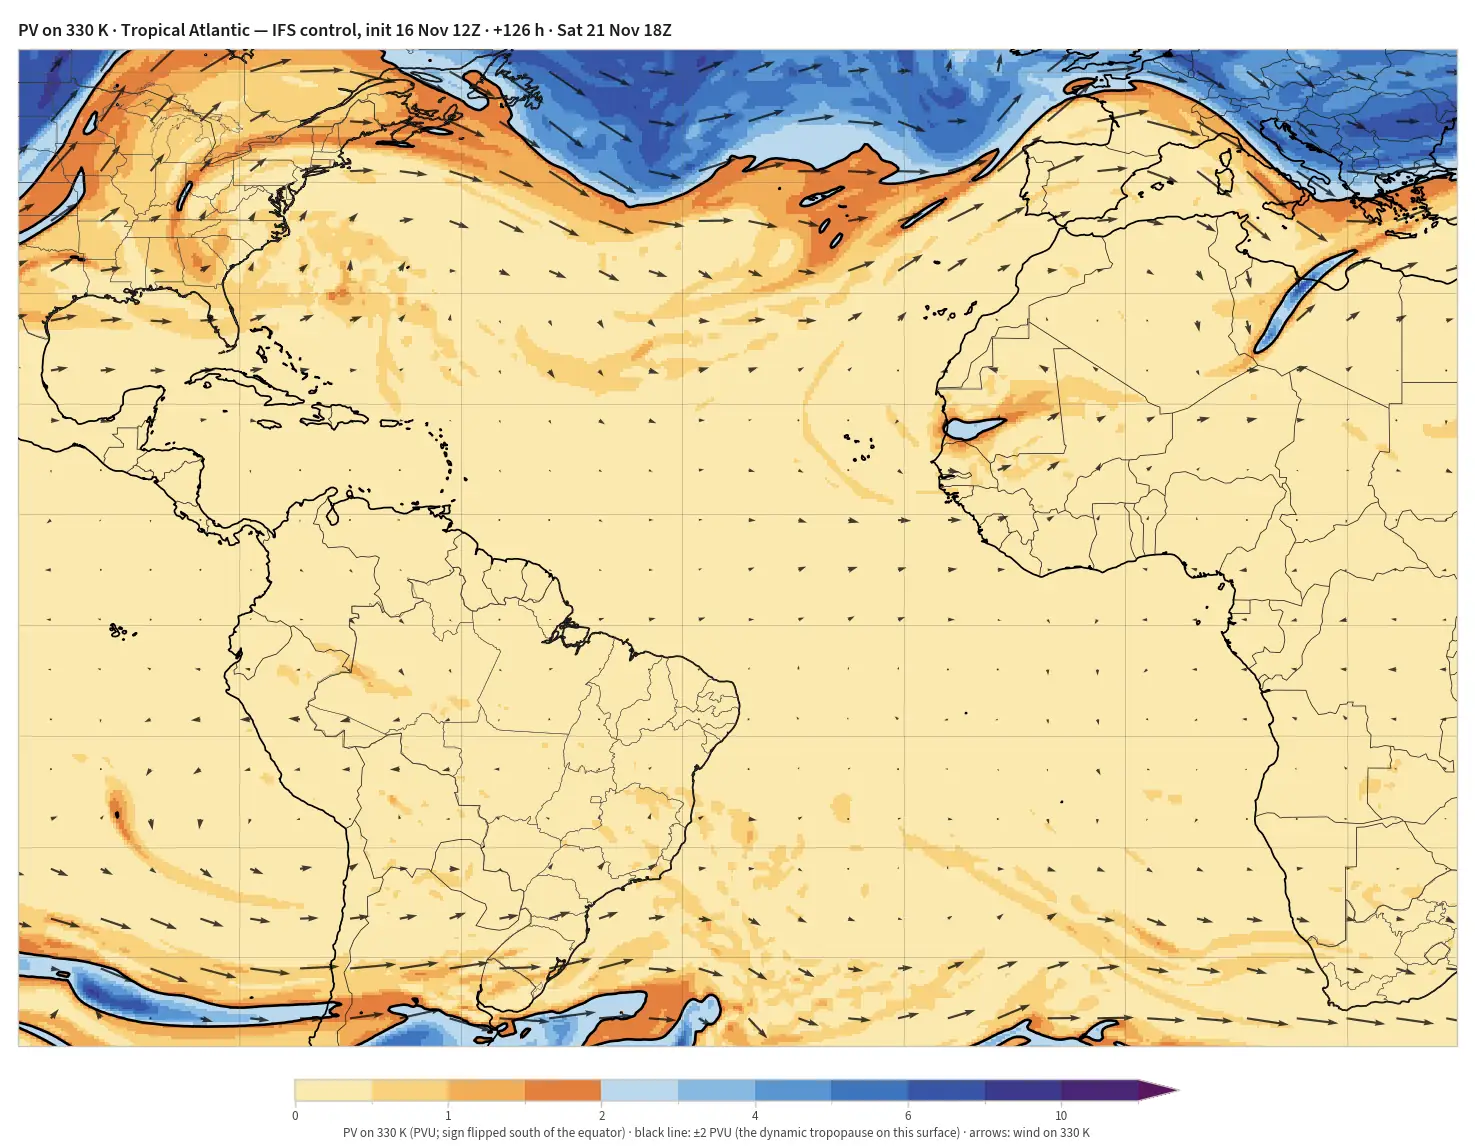 PV on 330 K · Tropical Atlantic — IFS control, init 16 Nov 12Z · +126 h · Sat 21 Nov 18Z
0 1 2 4 6 10
PV on 330 K (PVU; sign flipped south of the equator) · black line: ±2 PVU (the dynamic tropopause on this surface) · arrows: wind on 330 K